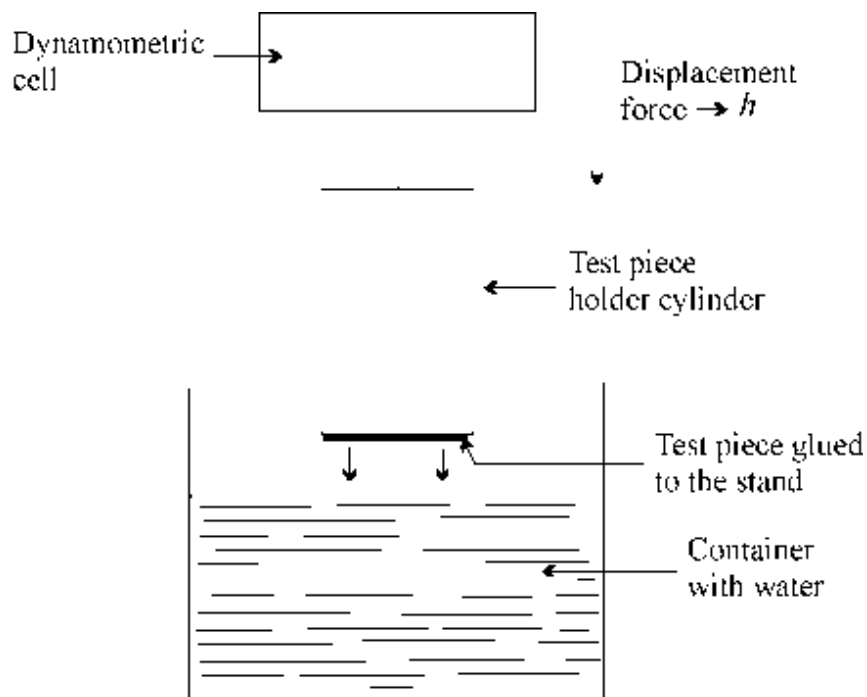 Dynamometric
cell
Displacement
force → h
Test piece
holder cylinder
Test piece glued
to the stand
Container
with water